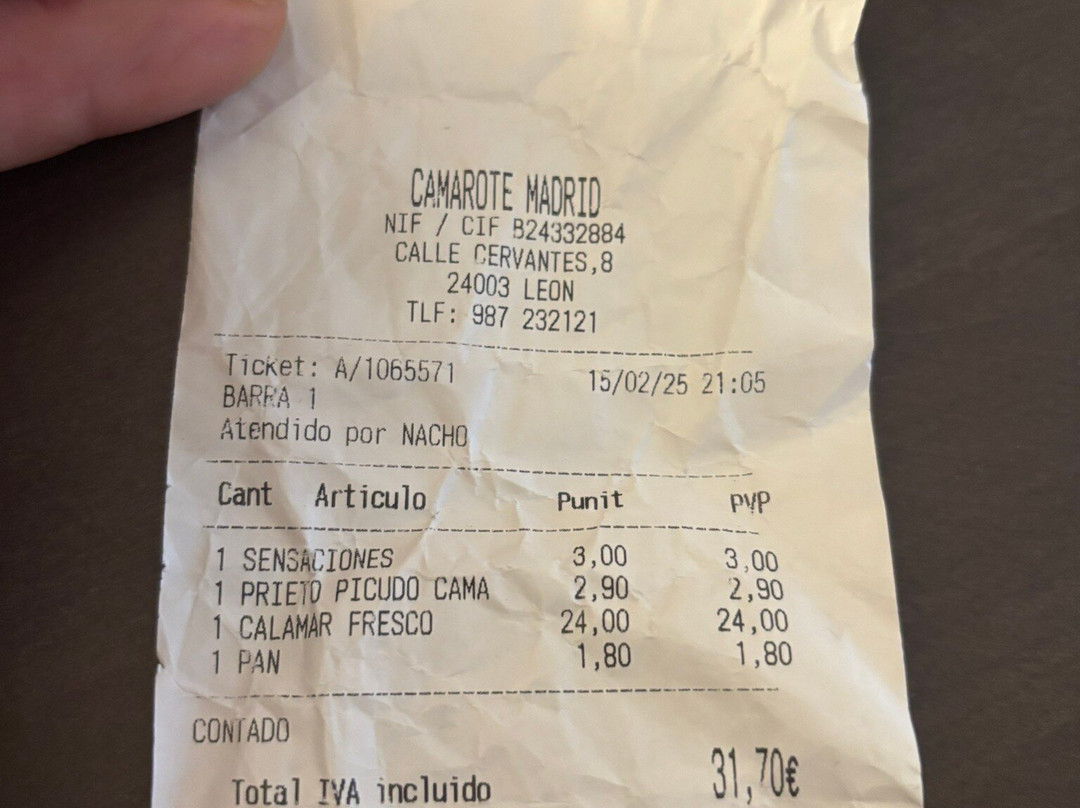 CAMAROTE MADRID
NIF / CIF B24332884
CALLE CERVANTES,8
24003 LEON
TLF: 987 232121
Ticket: A/1065571 15/02/25 21:05
BARRA 1
Atendido por NACHO
Cant Articulo Punit PVP
1 SENSACIONES 3,00 3,00
1 PRIETO PICUDO CAMA 2,90 2,90
1 CALAMAR FRESCO 24,00 24,00
1 PAN 1,80 1,80
CONTADO
Total IVA incluido 31,70€